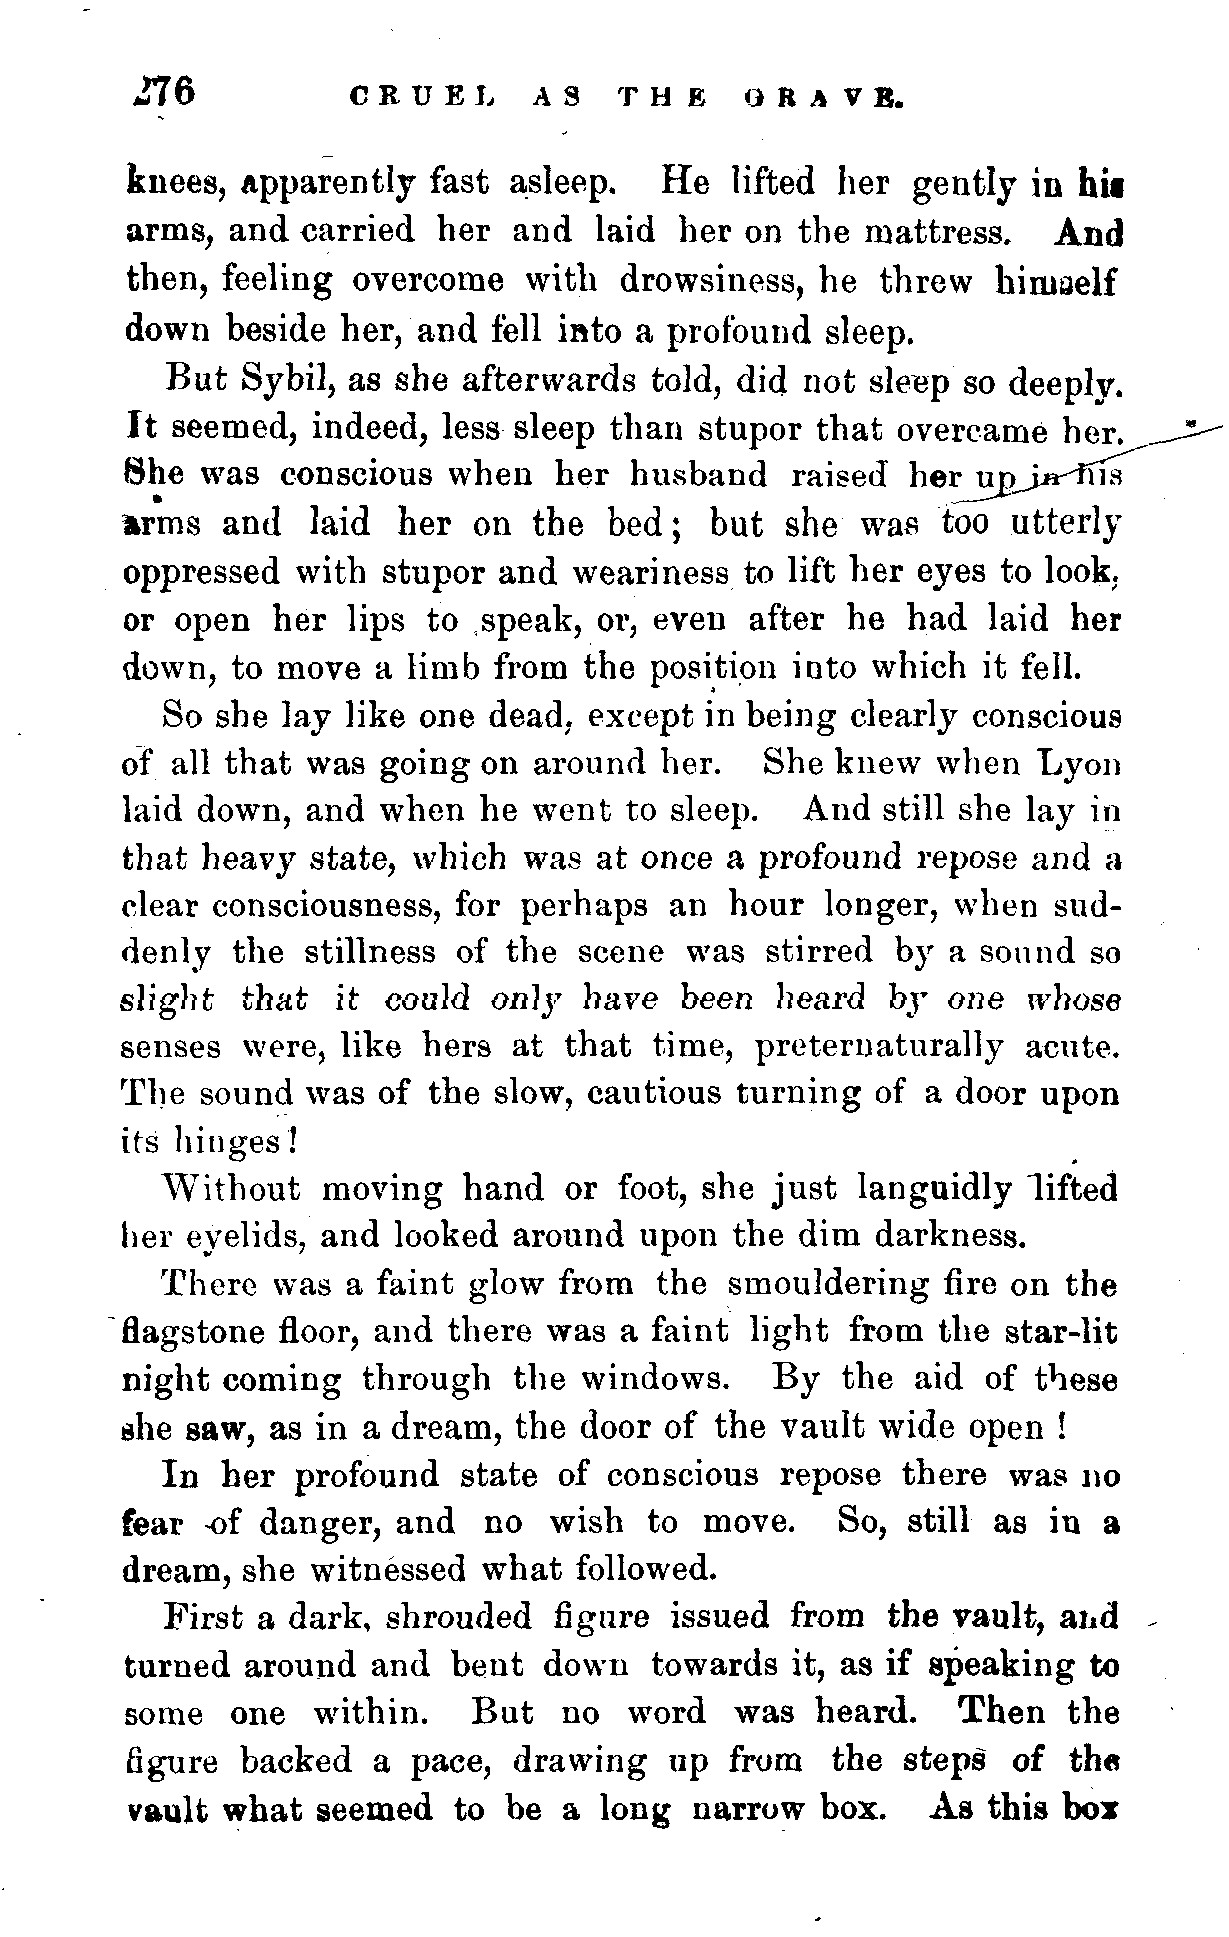 276 CRUEL AS THE GRAVE.
knees, apparently fast asleep. He lifted her gently in his
arms, and carried her and laid her on the mattress. And
then, feeling overcome with drowsiness, he threw himself
down beside her, and fell into a profound sleep.
But Sybil, as she afterwards told, did not sleep so deeply.
It seemed, indeed, less sleep than stupor that overcame her.
She was conscious when her husband raised her up in his
arms and laid her on the bed; but she was too utterly
oppressed with stupor and weariness to lift her eyes to look,
or open her lips to speak, or, even after he had laid her
down, to move a limb from the position into which it fell.
So she lay like one dead, except in being clearly conscious
of all that was going on around her. She knew when Lyon
laid down, and when he went to sleep. And still she lay in
that heavy state, which was at once a profound repose and a
clear consciousness, for perhaps an hour longer, when sud-
denly the stillness of the scene was stirred by a sound so
slight that it could only have been heard by one whose
senses were, like hers at that time, preternaturally acute.
The sound was of the slow, cautious turning of a door upon
its hinges!
Without moving hand or foot, she just languidly lifted
her eyelids, and looked around upon the dim darkness.
There was a faint glow from the smouldering fire on the
flagstone floor, and there was a faint light from the star-lit
night coming through the windows. By the aid of these
she saw, as in a dream, the door of the vault wide open !
In her profound state of conscious repose there was no
fear of danger, and no wish to move. So, still as in a
dream, she witnessed what followed.
First a dark, shrouded figure issued from the vault, and
turned around and bent down towards it, as if speaking to
some one within. But no word was heard. Then the
figure backed a pace, drawing up from the steps of the
vault what seemed to be a long narrow box. As this box